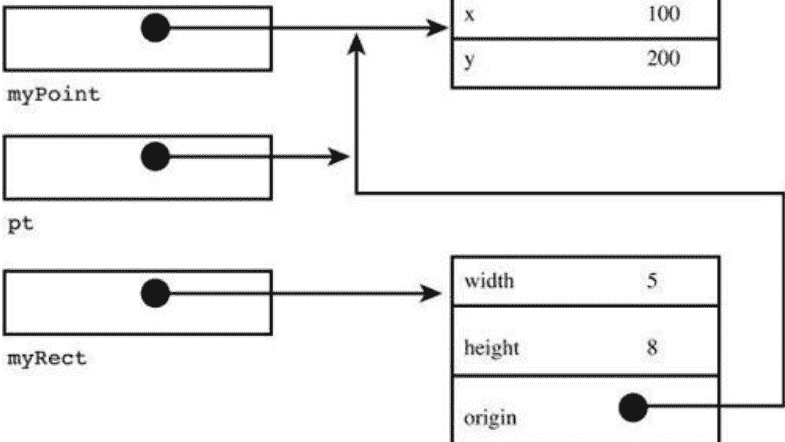 x 100
y 200
myPoint
pt
width 5
myRect
height 8
origin